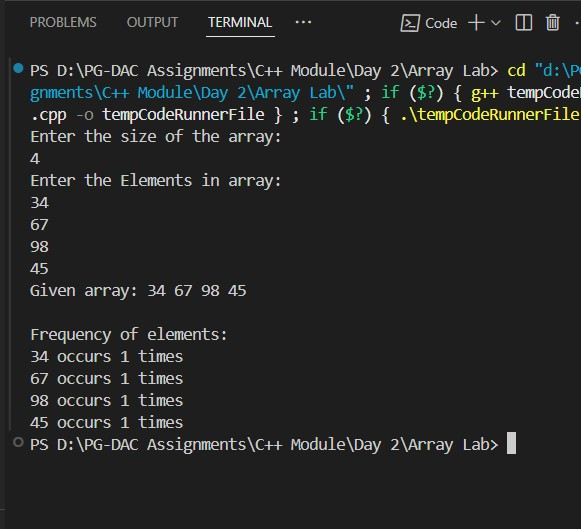 PROBLEMS OUTPUT TERMINAL ··· Code
PS D:\PG-DAC Assignments\C++ Module\Day 2\Array Lab> cd "d:\PG
gnments\C++ Module\Day 2\Array Lab\" ; if ($?) { g++ tempCode
.cpp -o tempCodeRunnerFile } ; if ($?) { .\tempCodeRunnerFile
Enter the size of the array:
4
Enter the Elements in array:
34
67
98
45
Given array: 34 67 98 45
Frequency of elements:
34 occurs 1 times
67 occurs 1 times
98 occurs 1 times
45 occurs 1 times
PS D:\PG-DAC Assignments\C++ Module\Day 2\Array Lab>